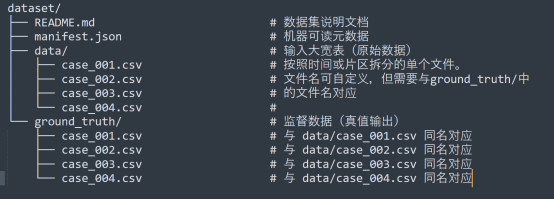 dataset/
├── README.md # 数据集说明文档
├── manifest.json # 机器可读元数据
├── data/ # 输入大宽表（原始数据）
│ ├── case_001.csv # 按照时间或片区拆分的单个文件。
│ ├── case_002.csv # 文件名可自定义，但需要与ground_truth/中
│ ├── case_003.csv # 的文件名对应
│ └── case_004.csv #
└── ground_truth/ # 监督数据（真值输出）
├── case_001.csv # 与 data/case_001.csv 同名对应
├── case_002.csv # 与 data/case_002.csv 同名对应
├── case_003.csv # 与 data/case_003.csv 同名对应
└── case_004.csv # 与 data/case_004.csv 同名对应